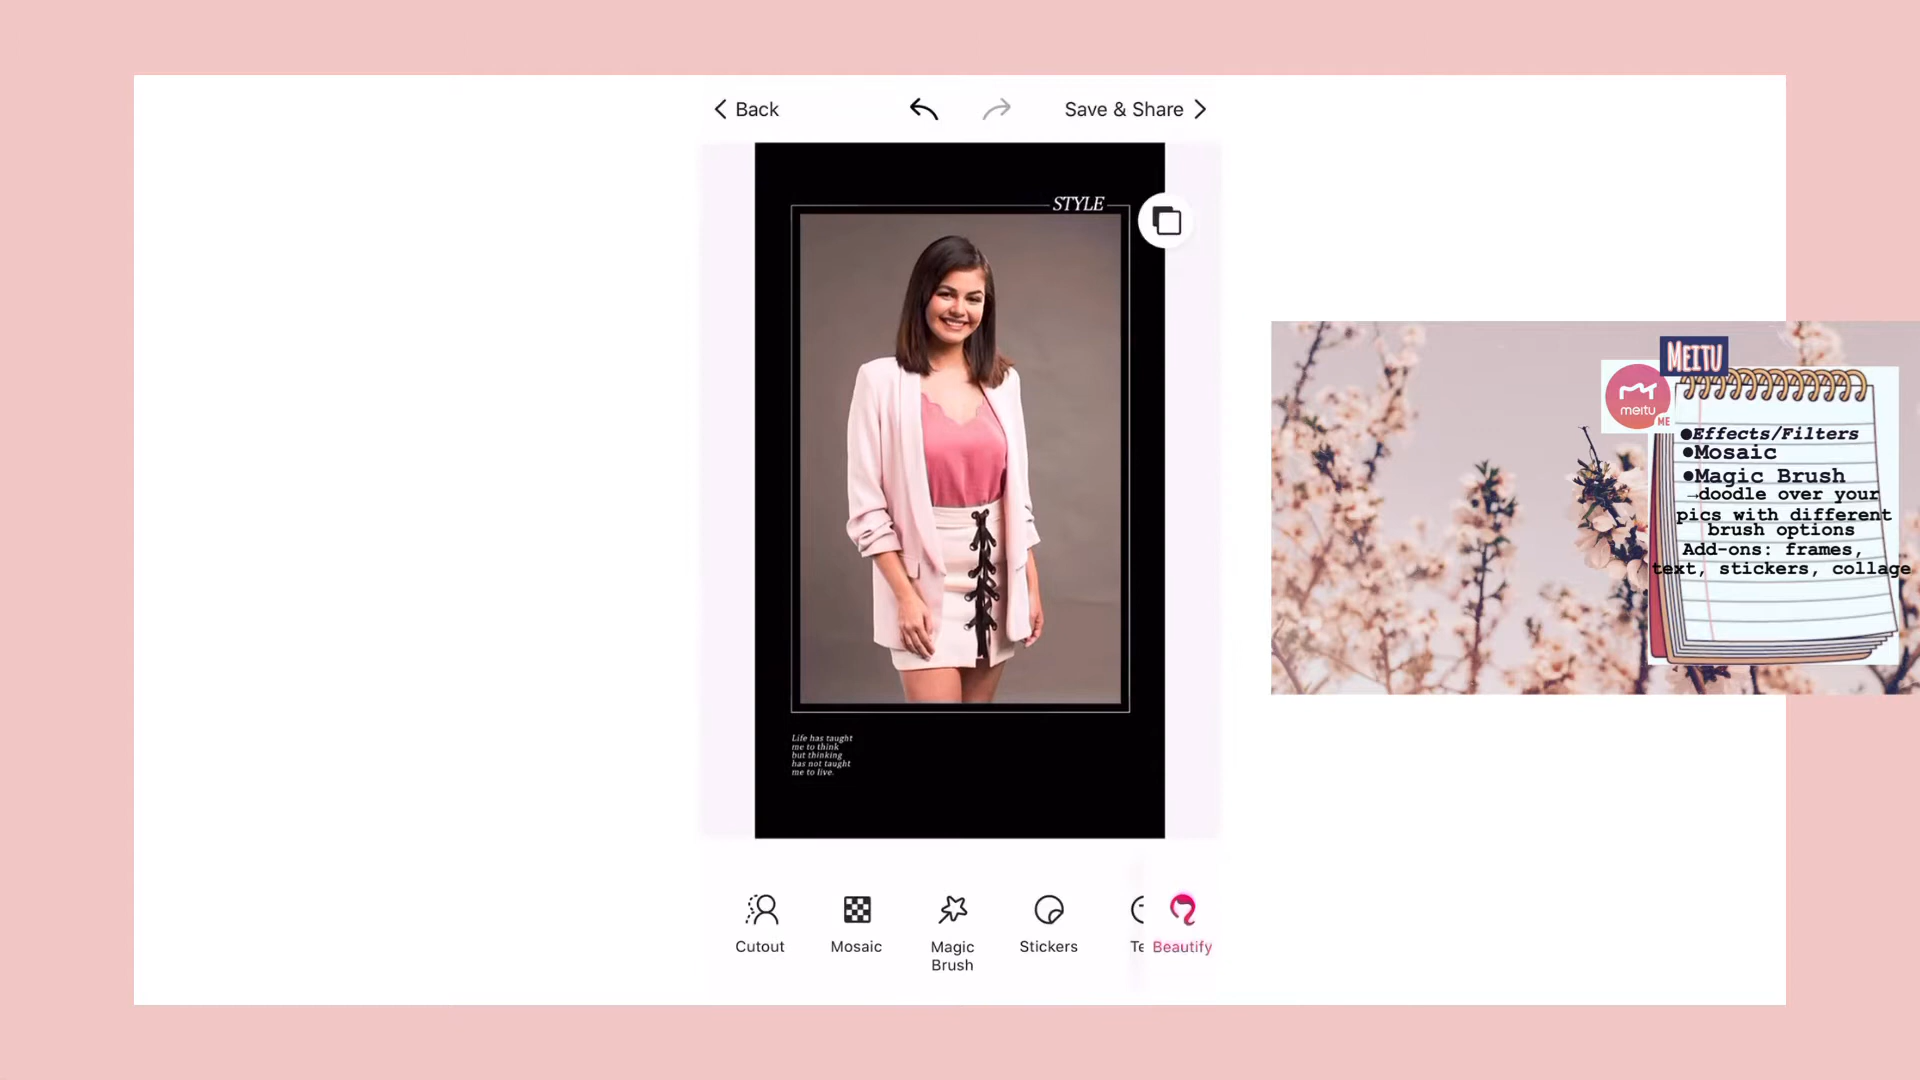 Back
Save & Share
STYLE
Life has taught
me to think
but thinking
has not taught
me to live.
Cutout
Mosaic
Magic
Brush
Stickers
Te
Beautify
MEITU
meitu
ME
●Effects/Filters
●Mosaic
●Magic Brush
→doodle over your
pics with different
brush options
Add-ons: frames,
text, stickers, collage